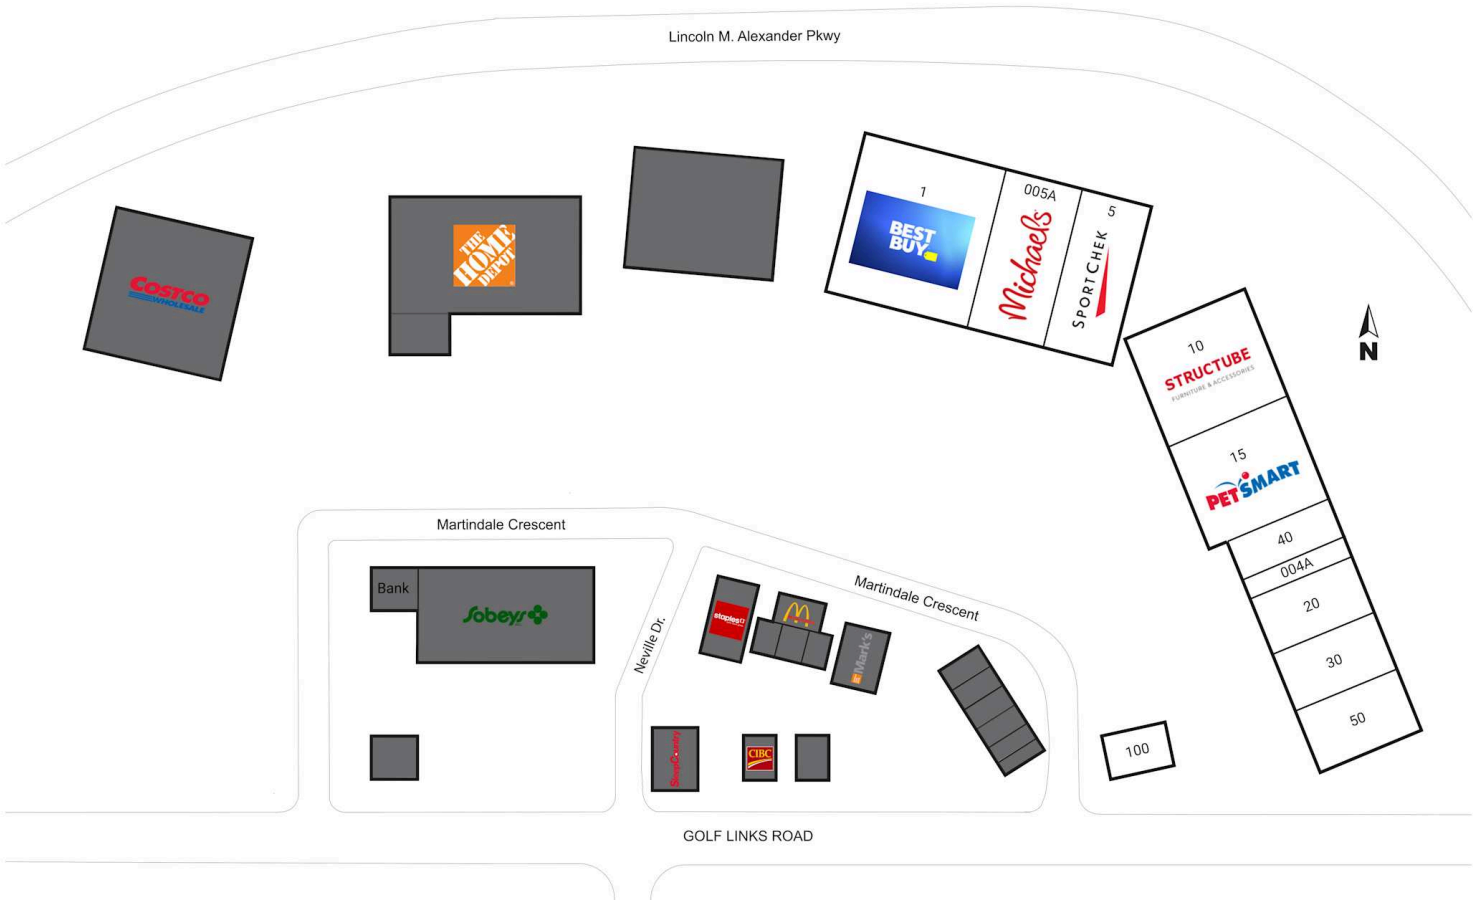 Lincoln M. Alexander Pkwy
COSTCO
WHOLESALE
THE
HOME
DEPOT
1
BEST
BUY
005A
Michaels
5
SPORTCHEK
10
STRUCTUBE
FURNITURE & ACCESSORIES
N
15
PETSMART
40
004A
20
30
50
100
Martindale Crescent
Bank
Sobeys
Neville Dr.
Martindale Crescent
staples
Mark's
SleepCountry
CIBC
GOLF LINKS ROAD